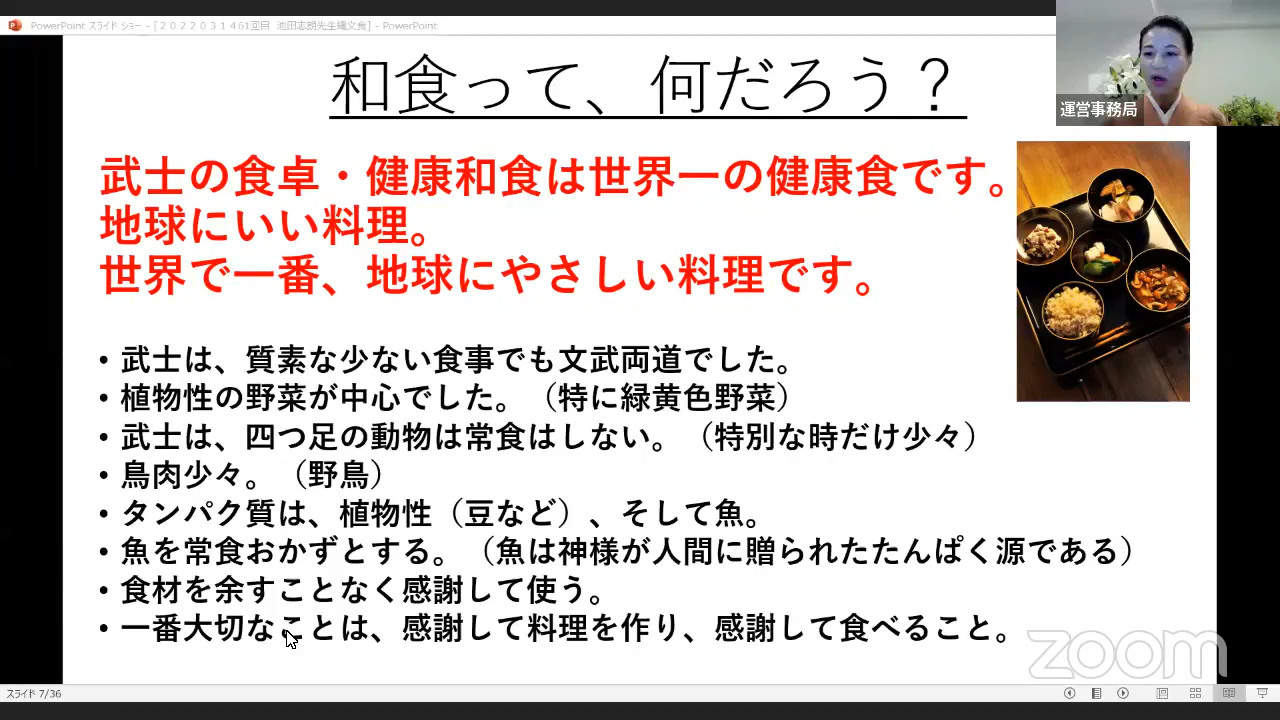 PowerPoint スライド ショー - [２０２２０３１４61回目 池田志朗先生縄文食] - PowerPoint
運営事務局
和食って、何だろう？
武士の食卓・健康和食は世界一の健康食です。
地球にいい料理。
世界で一番、地球にやさしい料理です。
• 武士は、質素な少ない食事でも文武両道でした。
• 植物性の野菜が中心でした。（特に緑黄色野菜）
• 武士は、四つ足の動物は常食はしない。（特別な時だけ少々）
• 鳥肉少々。（野鳥）
• タンパク質は、植物性（豆など）、そして魚。
• 魚を常食おかずとする。（魚は神様が人間に贈られたたんぱく源である）
• 食材を余すことなく感謝して使う。
• 一番大切なことは、感謝して料理を作り、感謝して食べること。
zoom
スライド 7/36